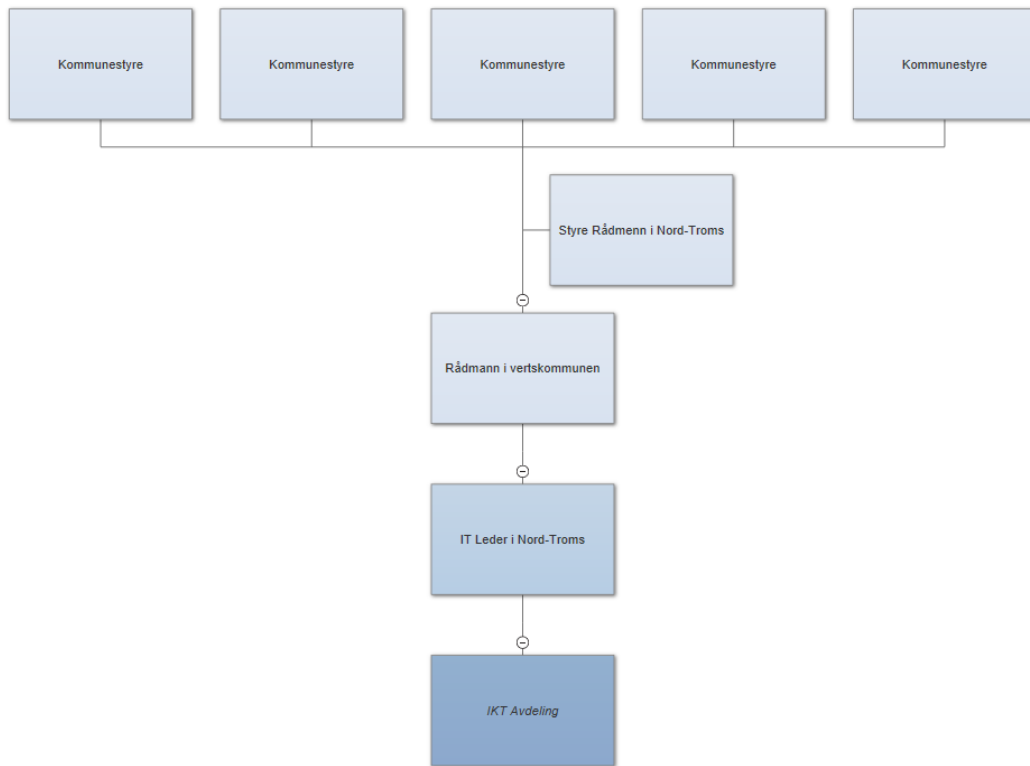 Kommunestyre
Kommunestyre
Kommunestyre
Kommunestyre
Kommunestyre
Styre Rådmenn i Nord-Troms
Rådmann i vertskommunen
IT Leder i Nord-Troms
IKT Avdeling